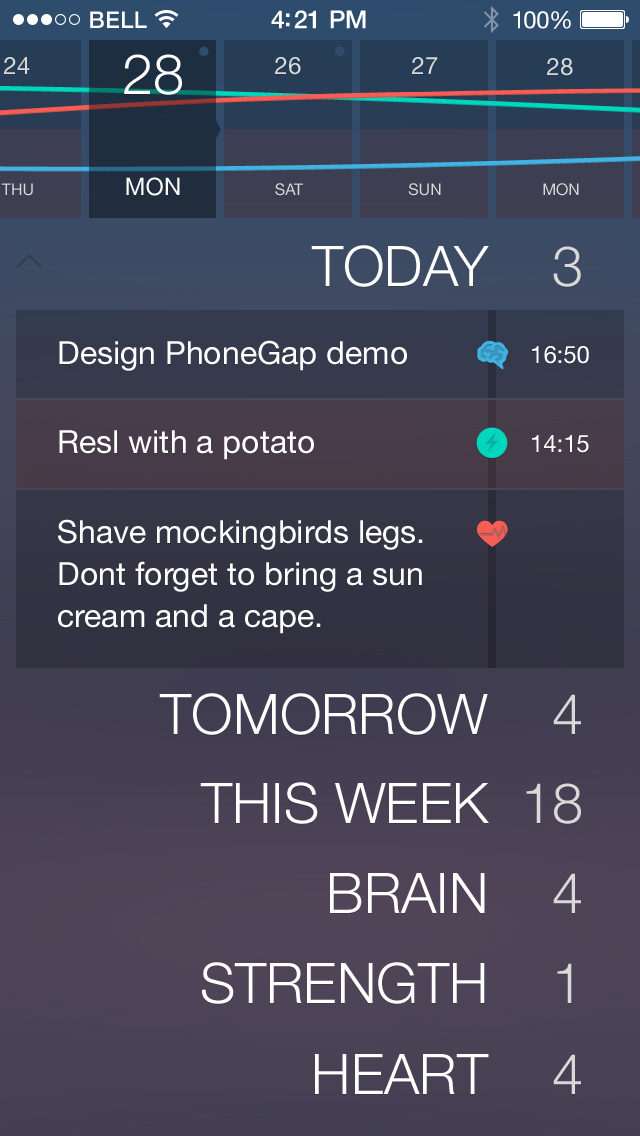 BELL 4:21 PM 100%
24 28 26 27 28
THU MON SAT SUN MON
TODAY 3
Design PhoneGap demo 16:50
Resl with a potato 14:15
Shave mockingbirds legs.
Dont forget to bring a sun
cream and a cape.
TOMORROW 4
THIS WEEK 18
BRAIN 4
STRENGTH 1
HEART 4